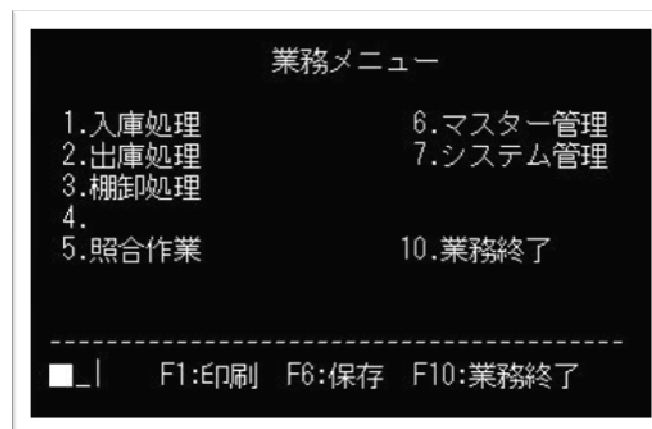 業務メニュー
1.入庫処理 6.マスター管理
2.出庫処理 7.システム管理
3.棚卸処理
4.
5.照合作業 10.業務終了
F1:印刷 F6:保存 F10:業務終了